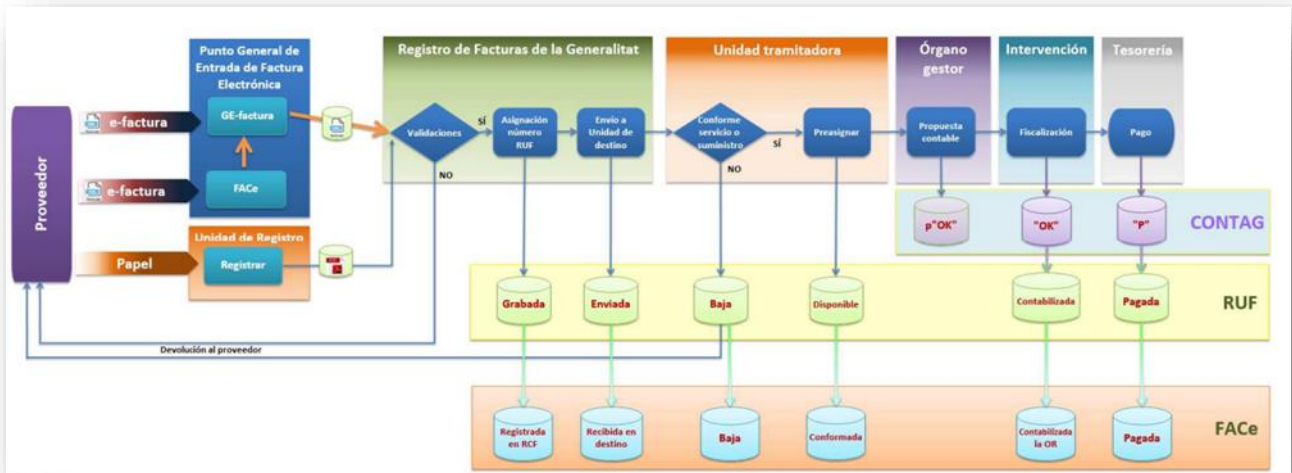 Punto General de
Entrada de Factura
Electrónica
Registro de Facturas de la Generalitat
Unidad tramitadora
Órgano
gestor
Intervención
Tesorería
Proveedor
e-factura
GE-factura
Validaciones
SÍ
NO
Asignación
número
RUF
Envío a
Unidad de
destino
Conforme
servicio o
suministro
SÍ
NO
Preasignar
Propuesta
contable
Fiscalización
Pago
e-factura
FACe
Unidad de Registro
Papel
Registrar
p"OK"
"OK"
"P"
CONTAG
Grabada
Enviada
Baja
Disponible
Contabilizada
Pagada
RUF
Devolución al proveedor
Registrada
en RCF
Recibida en
destino
Baja
Conformada
Contabilizada
la OR
Pagada
FACe